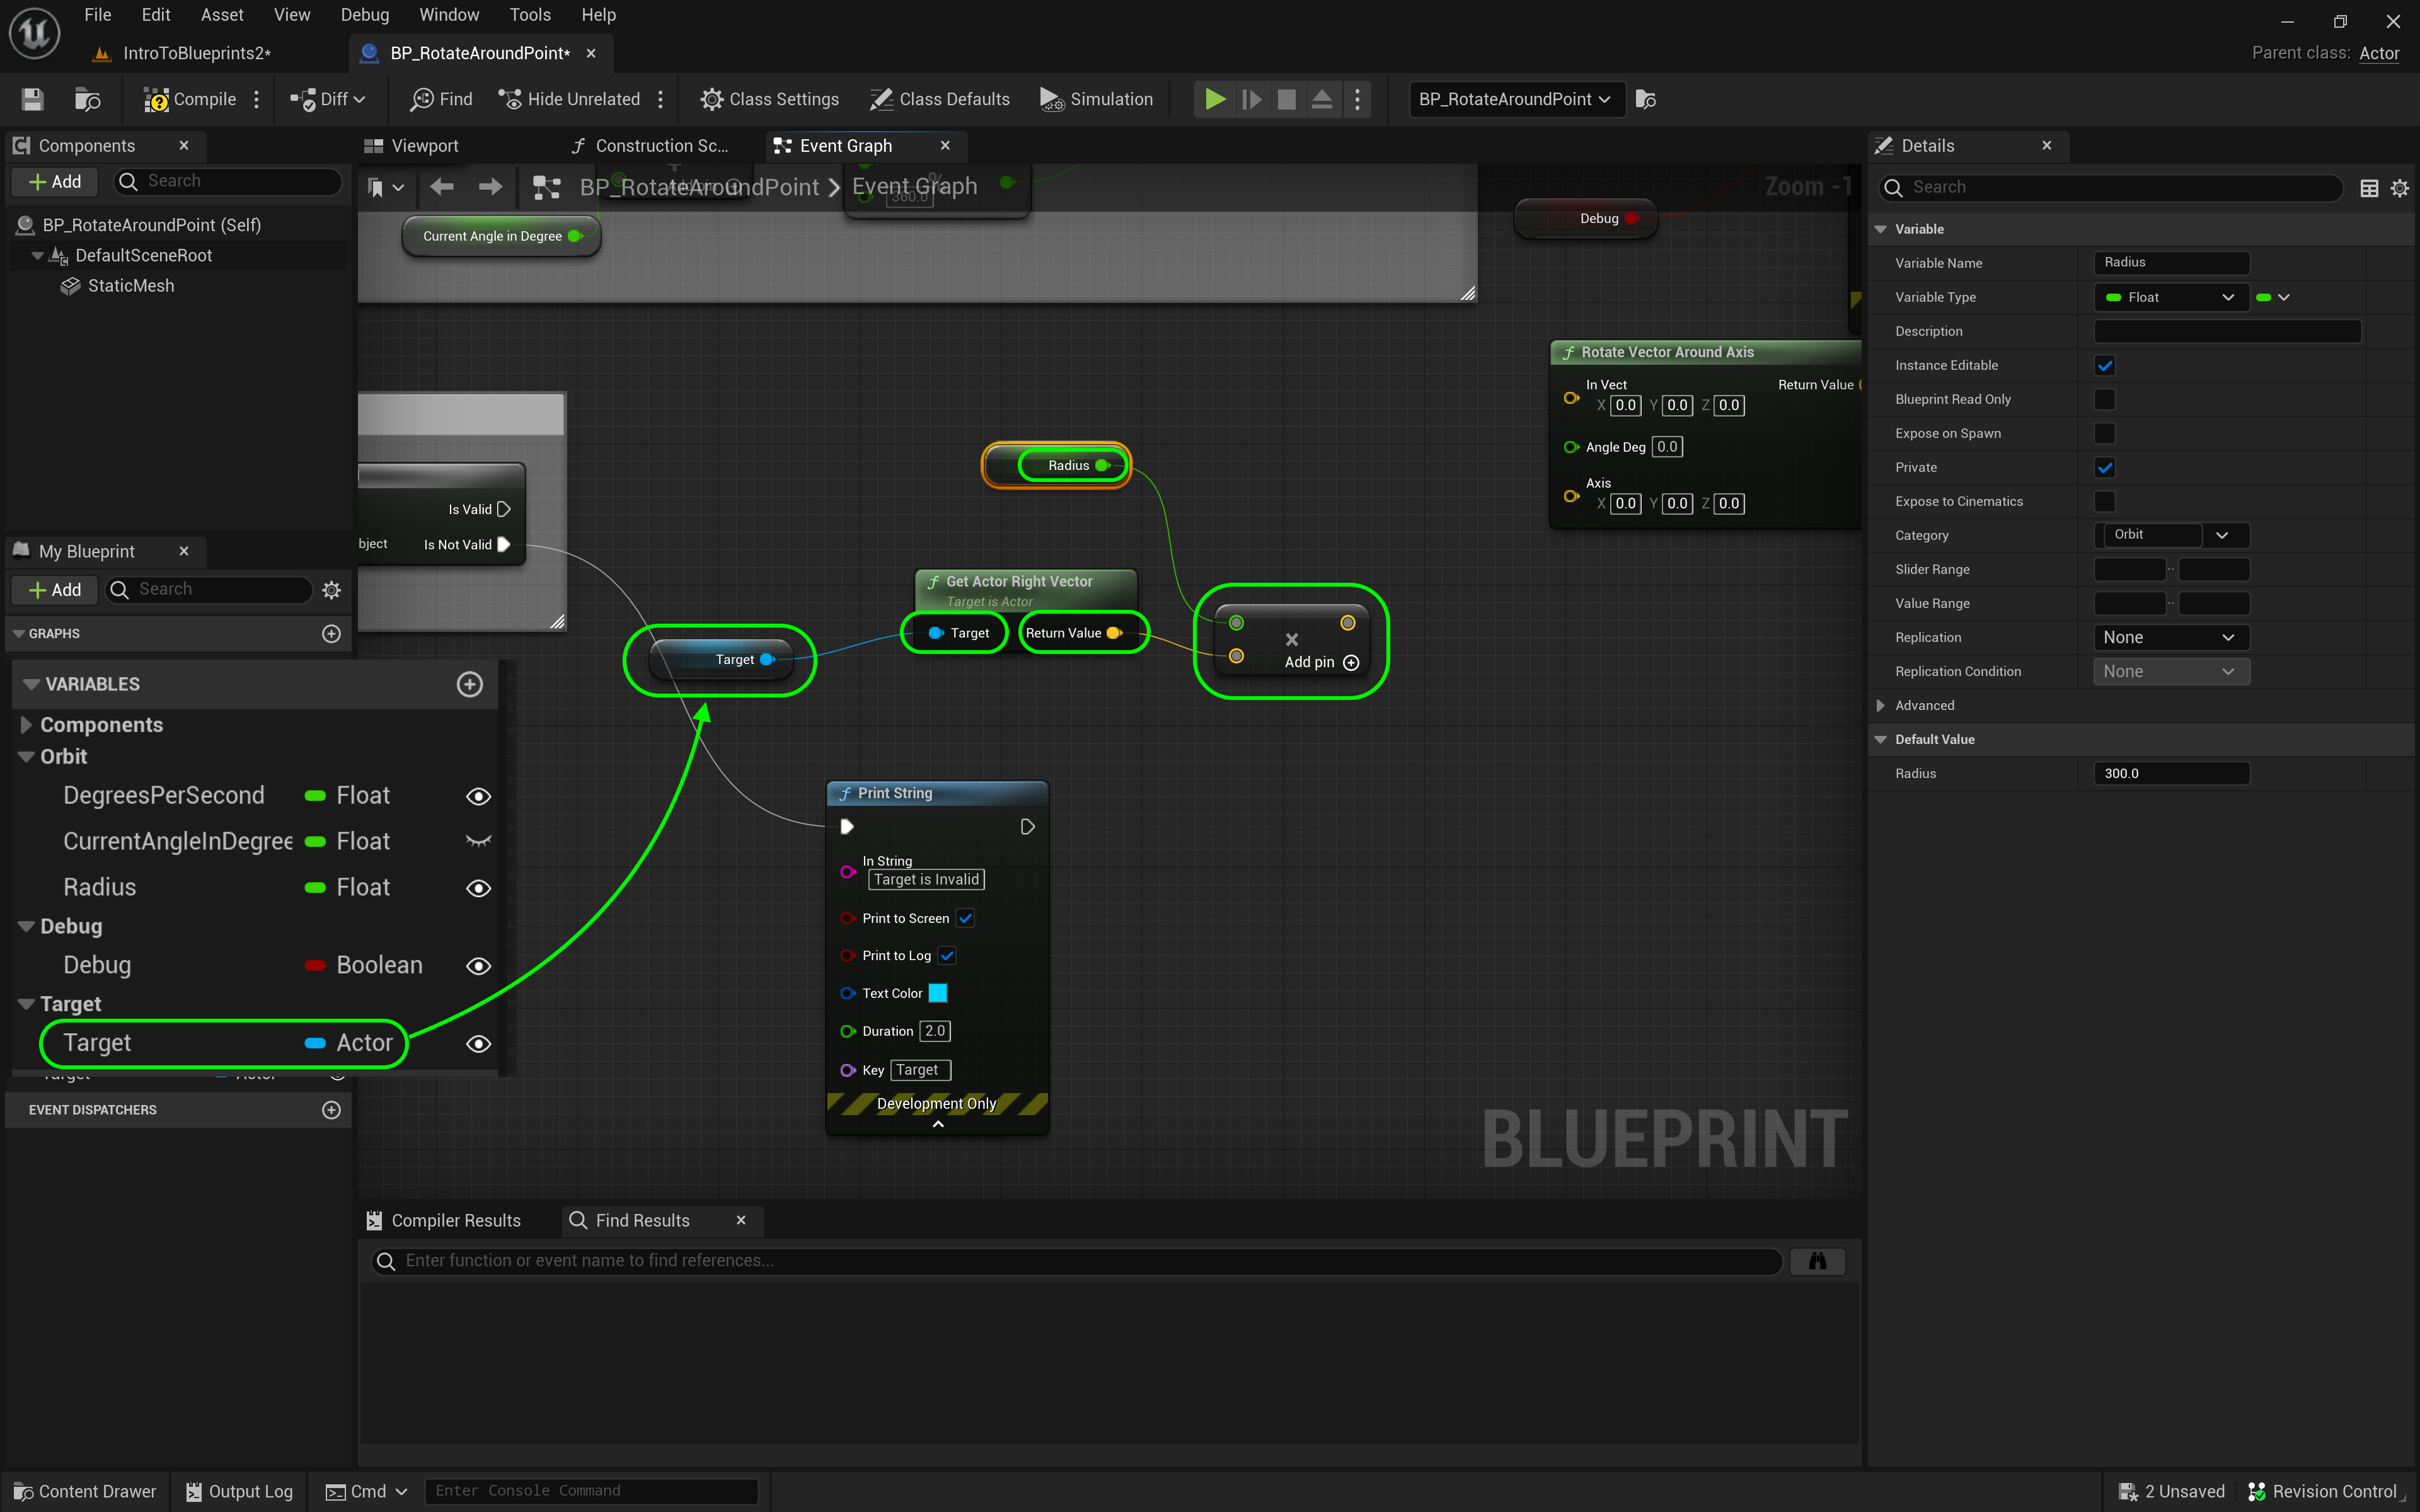 File Edit Asset View Debug Window Tools Help
IntroToBlueprints2*
BP_RotateAroundPoint*
Parent class: Actor
Compile
Diff
Find
Hide Unrelated
Class Settings
Class Defaults
Simulation
BP_RotateAroundPoint
Components
Add
Search
BP_RotateAroundPoint (Self)
DefaultSceneRoot
StaticMesh
My Blueprint
Add
Search
GRAPHS
VARIABLES
Components
Orbit
DegreesPerSecond Float
CurrentAngleInDegree Float
Radius Float
Debug
Debug Boolean
Target
Target Actor
EVENT DISPATCHERS
Viewport
Construction Sc...
Event Graph
BP_RotateAroundPoint > Event Graph
Zoom -1
360.0
Current Angle in Degree
Debug
Rotate Vector Around Axis
In Vect
Return Value
X 0.0 Y 0.0 Z 0.0
Angle Deg 0.0
Axis
X 0.0 Y 0.0 Z 0.0
Is Valid
bject
Is Not Valid
Radius
Get Actor Right Vector
Target is Actor
Target
Return Value
Target
Add pin
Print String
In String
Target is Invalid
Print to Screen
Print to Log
Text Color
Duration 2.0
Key Target
Development Only
BLUEPRINT
Compiler Results
Find Results
Enter function or event name to find references...
Details
Search
Variable
Variable Name Radius
Variable Type Float
Description
Instance Editable
Blueprint Read Only
Expose on Spawn
Private
Expose to Cinematics
Category Orbit
Slider Range
Value Range
Replication None
Replication Condition None
Advanced
Default Value
Radius 300.0
Content Drawer
Output Log
Cmd
Enter Console Command
2 Unsaved
Revision Control